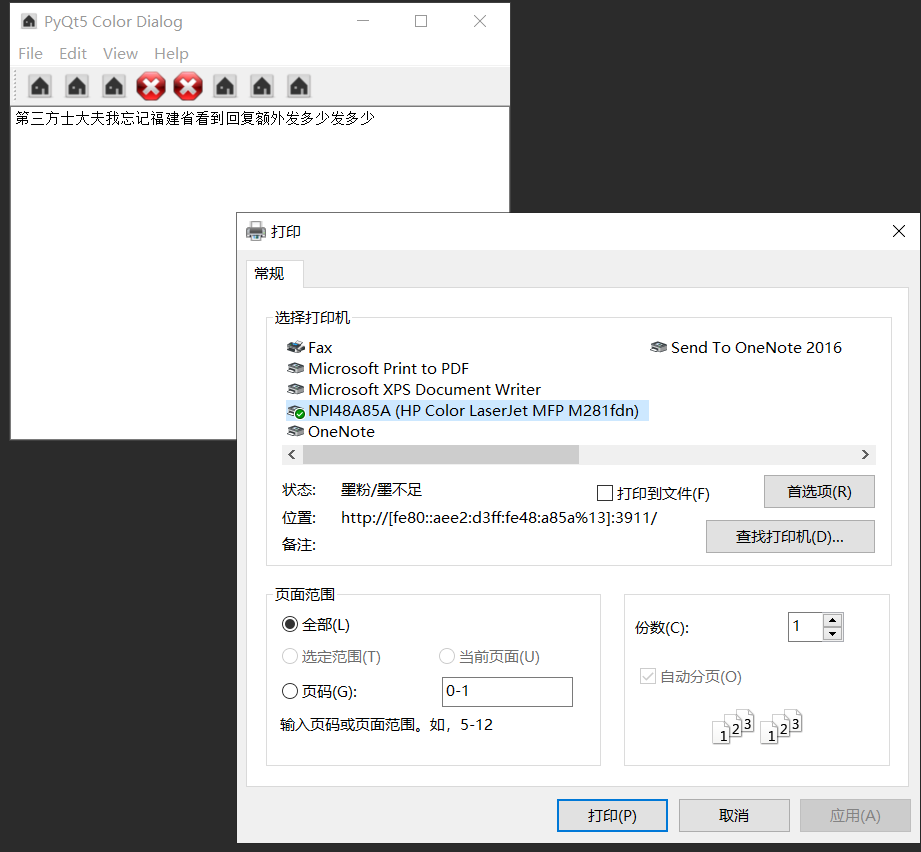 PyQt5 Color Dialog
File Edit View Help
第三方士大夫我忘记福建省看到回复额外发多少发多少
打印
常规
选择打印机
Fax
Microsoft Print to PDF
Microsoft XPS Document Writer
NPI48A85A (HP Color LaserJet MFP M281fdn)
OneNote
Send To OneNote 2016
状态: 墨粉/墨不足
打印到文件(F)
首选项(R)
位置: http://[fe80::aee2:d3ff:fe48:a85a%13]:3911/
备注:
查找打印机(D)...
页面范围
全部(L)
选定范围(T) 当前页面(U)
页码(G): 0-1
输入页码或页面范围。如，5-12
份数(C): 1
自动分页(O)
1 2 3 1 2 3
打印(P) 取消 应用(A)